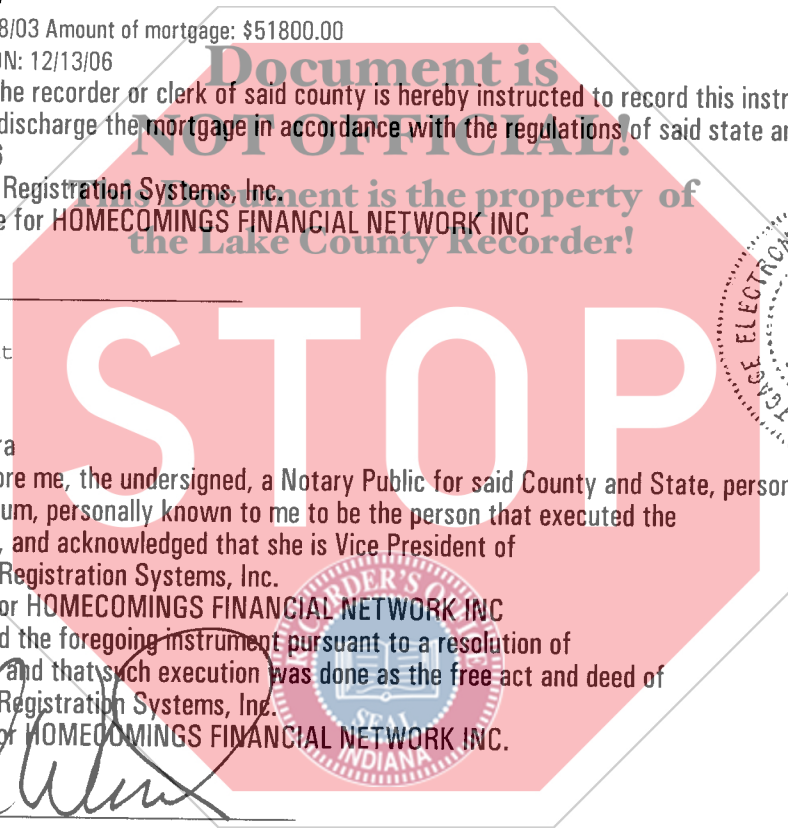 8/03 Amount of mortgage: $51800.00
N: 12/13/06
Document is
he recorder or clerk of said county is hereby instructed to record this instr
discharge the mortgage in accordance with the regulations of said state a
NOT OFFICIAL!
6
Registration Systems, Inc.
This Document is the property of
e for HOMECOMINGS FINANCIAL NETWORK INC
the Lake County Recorder!
TGAGE ELECTRON
t
STOP
ra
ore me, the undersigned, a Notary Public for said County and State, person
um, personally known to me to be the person that executed the
, and acknowledged that she is Vice President of
Registration Systems, Inc.
or HOMECOMINGS FINANCIAL NETWORK INC
d the foregoing instrument pursuant to a resolution of
and that such execution was done as the free act and deed of
Registration Systems, Inc.
or HOMECOMINGS FINANCIAL NETWORK INC.
RECORDER'S OFFICE
SEAL
INDIANA